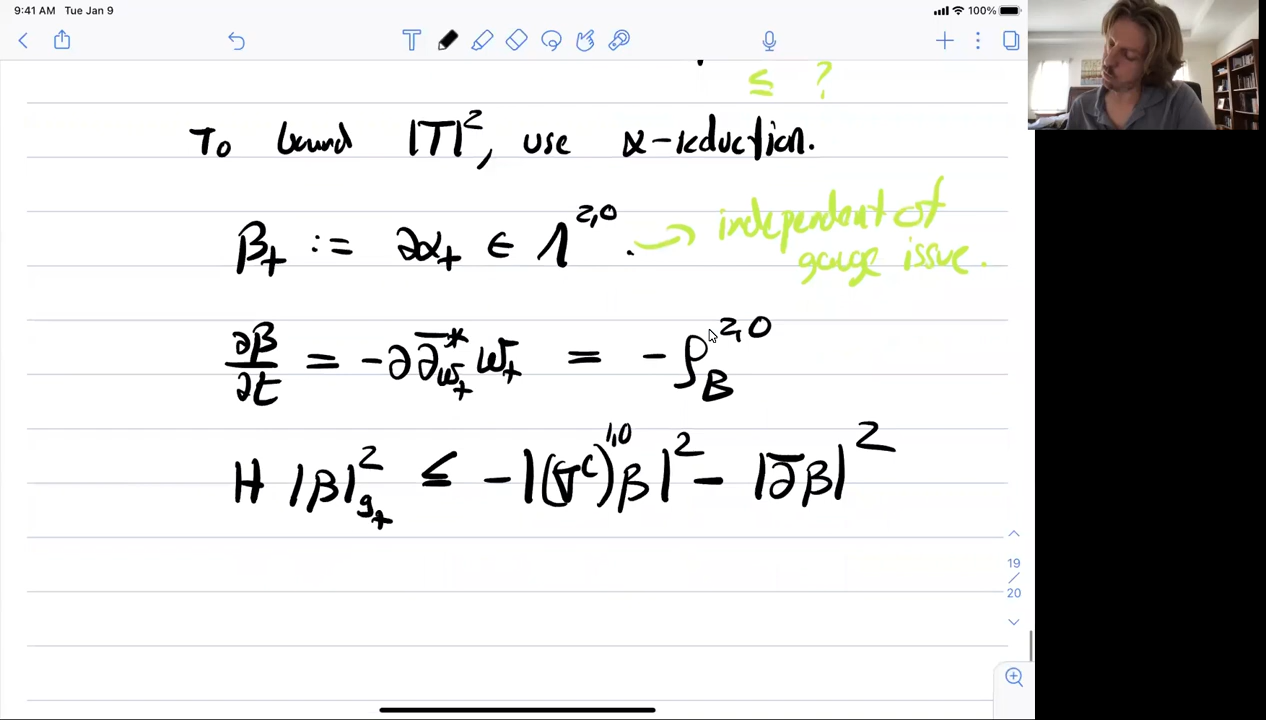 9:41 AM Tue Jan 9
100%
≤ ?
To bound |T|², use α-reduction.
β_t := ∂α_t ∈ Λ^{2,0}. → independent of
gauge issue.
∂β/∂t = -∂∂̄*_{ω_t} ω_t = -ρ_B^{2,0}
H |β|²_{g_t} ≤ -|(∇^C)^{1,0} β|² - |∂̄β|²
19
/
20